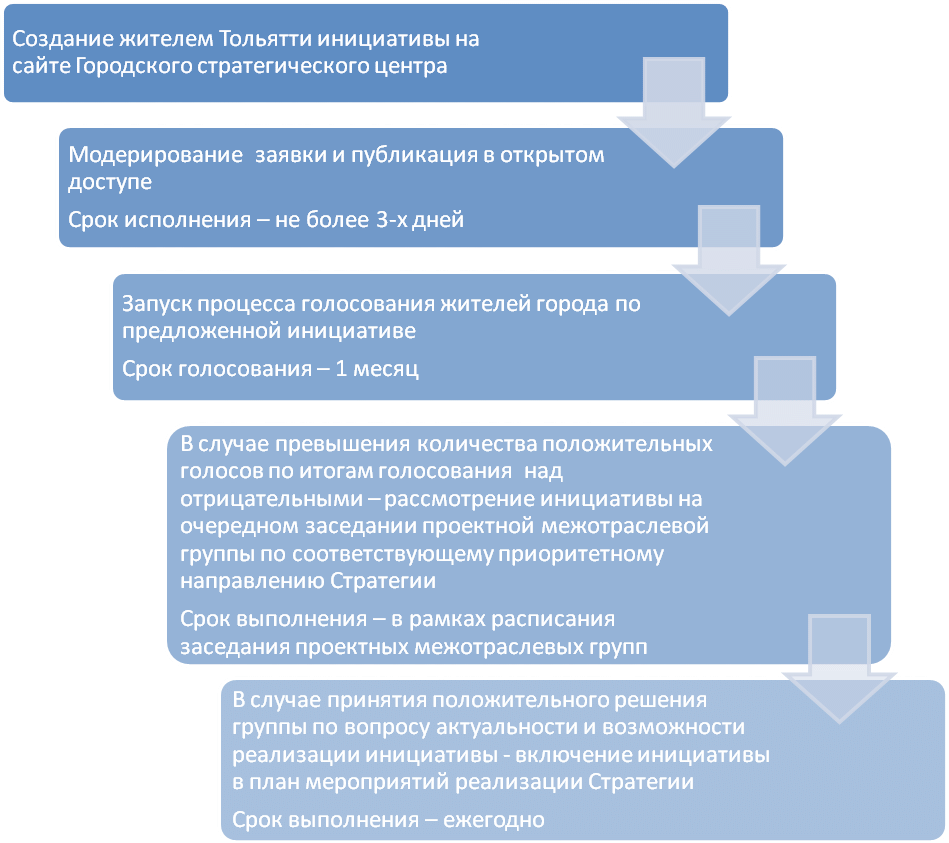 Создание жителем Тольятти инициативы на
сайте Городского стратегического центра
Модерирование заявки и публикация в открытом
доступе
Срок исполнения – не более 3-х дней
Запуск процесса голосования жителей города по
предложенной инициативе
Срок голосования – 1 месяц
В случае превышения количества положительных
голосов по итогам голосования над
отрицательными – рассмотрение инициативы на
очередном заседании проектной межотраслевой
группы по соответствующему приоритетному
направлению Стратегии
Срок выполнения – в рамках расписания
заседания проектных межотраслевых групп
В случае принятия положительного решения
группы по вопросу актуальности и возможности
реализации инициативы - включение инициативы
в план мероприятий реализации Стратегии
Срок выполнения – ежегодно